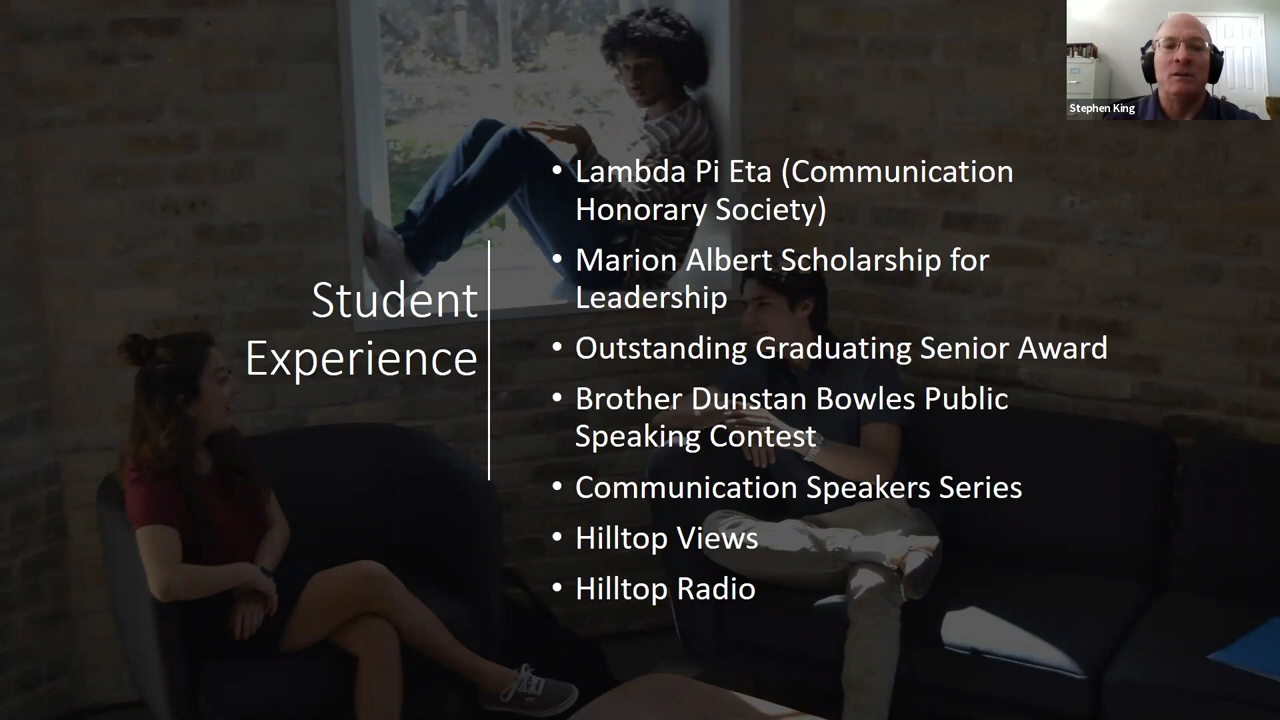 Stephen King
Student
Experience
• Lambda Pi Eta (Communication
Honorary Society)
• Marion Albert Scholarship for
Leadership
• Outstanding Graduating Senior Award
• Brother Dunstan Bowles Public
Speaking Contest
• Communication Speakers Series
• Hilltop Views
• Hilltop Radio